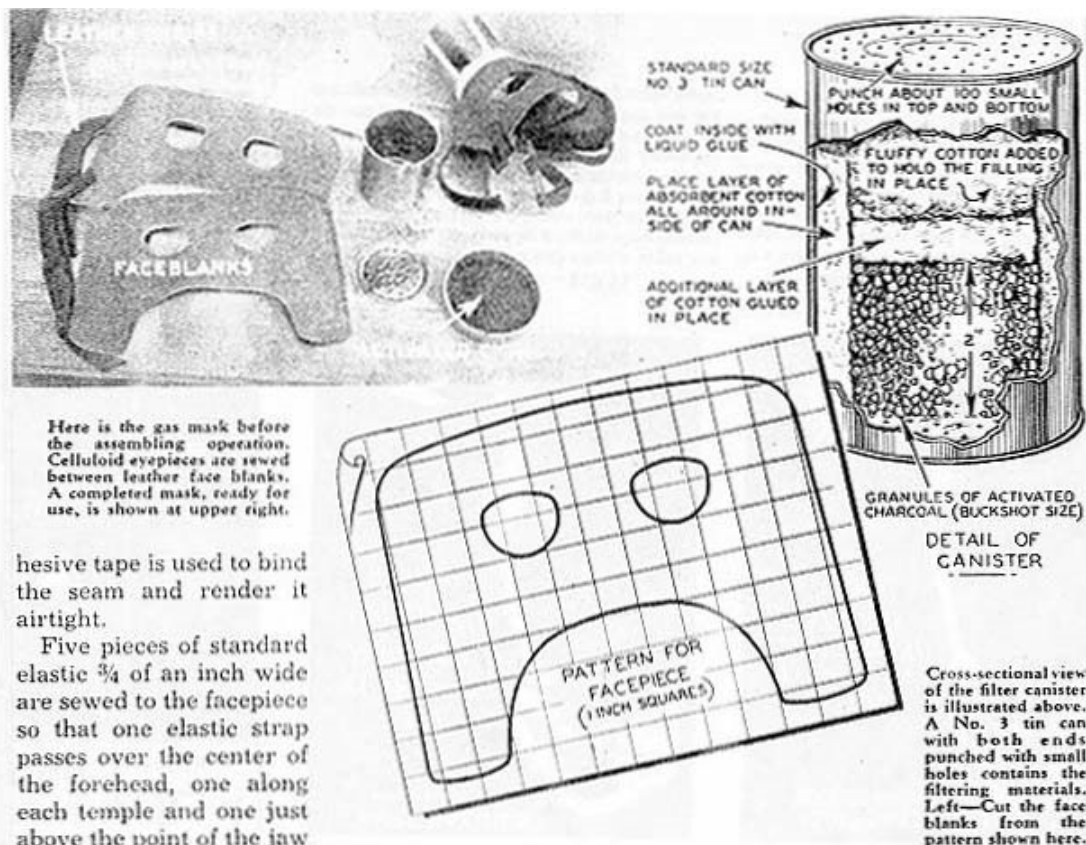 LEATHER
FACEBLANKS
STANDARD SIZE
NO. 3 TIN CAN
COAT INSIDE WITH
LIQUID GLUE
PLACE LAYER OF
ABSORBENT COTTON
ALL AROUND IN-
SIDE OF CAN
ADDITIONAL LAYER
OF COTTON GLUED
IN PLACE
PUNCH ABOUT 100 SMALL
HOLES IN TOP AND BOTTOM
FLUFFY COTTON ADDED
TO HOLD THE FILLING
IN PLACE
2"
GRANULES OF ACTIVATED
CHARCOAL (BUCKSHOT SIZE)
DETAIL OF
CANISTER
Here is the gas mask before
the assembling operation.
Celluloid eyepieces are sewed
between leather face blanks.
A completed mask, ready for
use, is shown at upper right.
hesive tape is used to bind
the seam and render it
airtight.
Five pieces of standard
elastic ¾ of an inch wide
are sewed to the facepiece
so that one elastic strap
passes over the center of
the forehead, one along
each temple and one just
above the point of the jaw
PATTERN FOR
FACEPIECE
(1 INCH SQUARES)
Cross-sectional view
of the filter canister
is illustrated above.
A No. 3 tin can
with both ends
punched with small
holes contains the
filtering materials.
Left—Cut the face
blanks from the
pattern shown here.